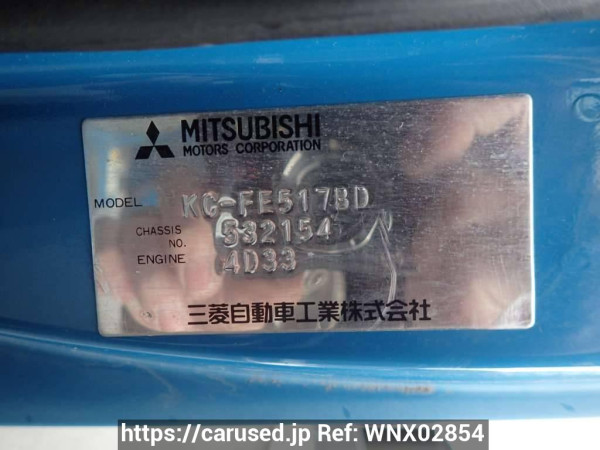 MITSUBISHI
MOTORS CORPORATION
MODEL KC-FE517BD
CHASSIS NO. 532154
ENGINE 4D33
三菱自動車工業株式会社
https://carused.jp Ref: WNX02854